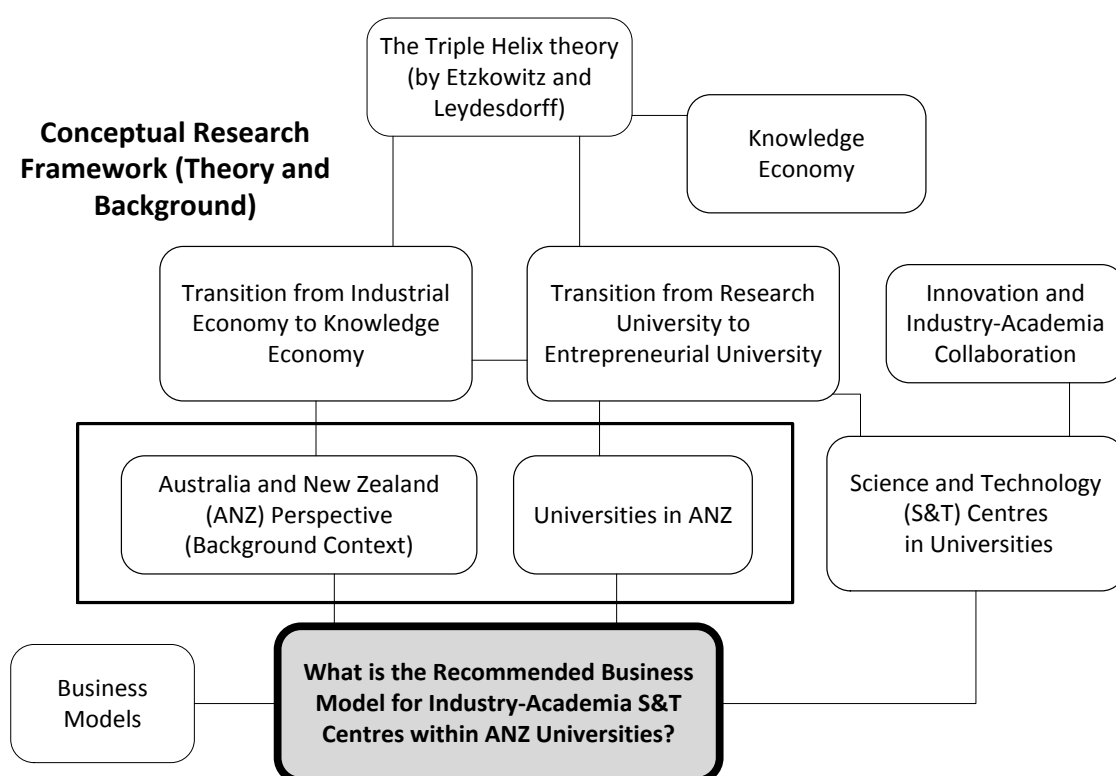 The Triple Helix theory
(by Etzkowitz and
Leydesdorff)
Conceptual Research
Framework (Theory and
Background)
Knowledge
Economy
Transition from Industrial
Economy to Knowledge
Economy
Transition from Research
University to
Entrepreneurial University
Innovation and
Industry-Academia
Collaboration
Australia and New Zealand
(ANZ) Perspective
(Background Context)
Universities in ANZ
Science and Technology
(S&T) Centres
in Universities
Business
Models
What is the Recommended Business
Model for Industry-Academia S&T
Centres within ANZ Universities?